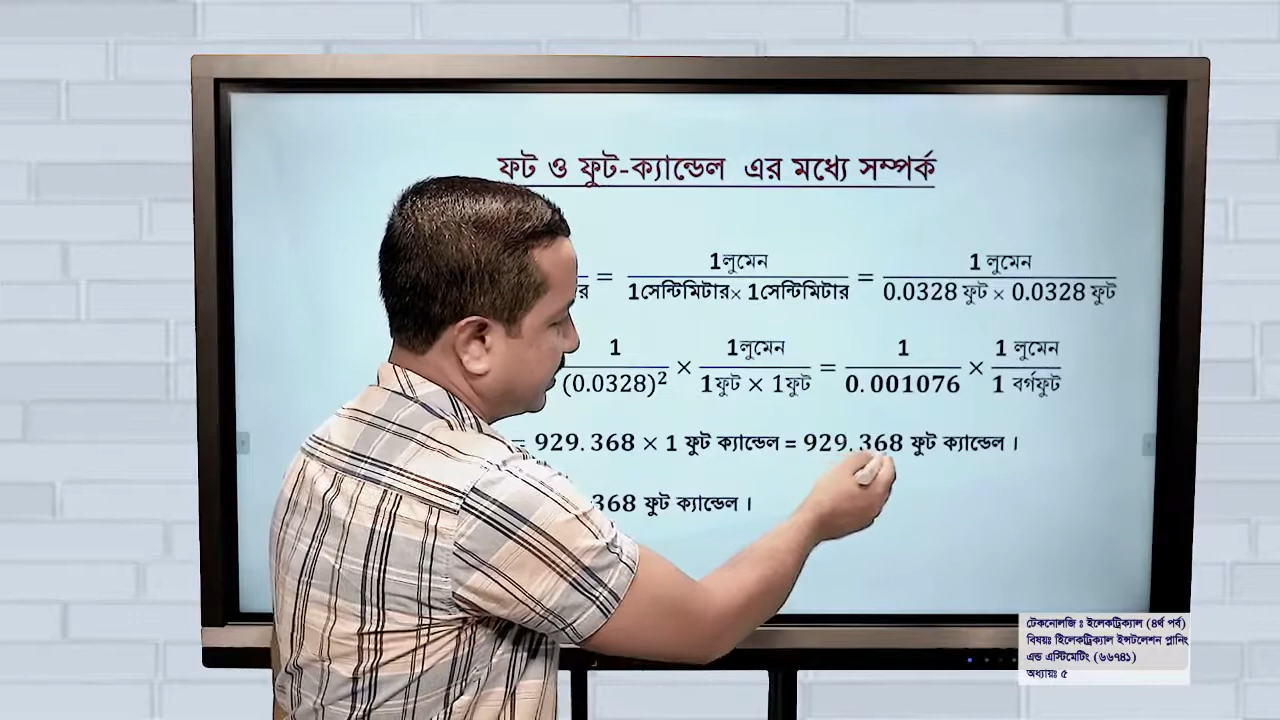 ফট ও ফুট-ক্যান্ডেল এর মধ্যে সম্পর্ক
= 1লুমেন / 1সেন্টিমিটার× 1সেন্টিমিটার = 1 লুমেন / 0.0328 ফুট × 0.0328 ফুট
1 / (0.0328)² × 1লুমেন / 1ফুট × 1ফুট = 1 / 0.001076 × 1 লুমেন / 1 বর্গফুট
= 929.368 × 1 ফুট ক্যান্ডেল = 929.368 ফুট ক্যান্ডেল ।
368 ফুট ক্যান্ডেল ।
টেকনোলজি ঃ ইলেকট্রিক্যাল (৪র্থ পর্ব)
বিষয়ঃ ইলেকট্রিক্যাল ইন্সটলেশন প্লানিং
এন্ড এস্টিমেটিং (৬৬৭৪১)
অধ্যায়ঃ ৫